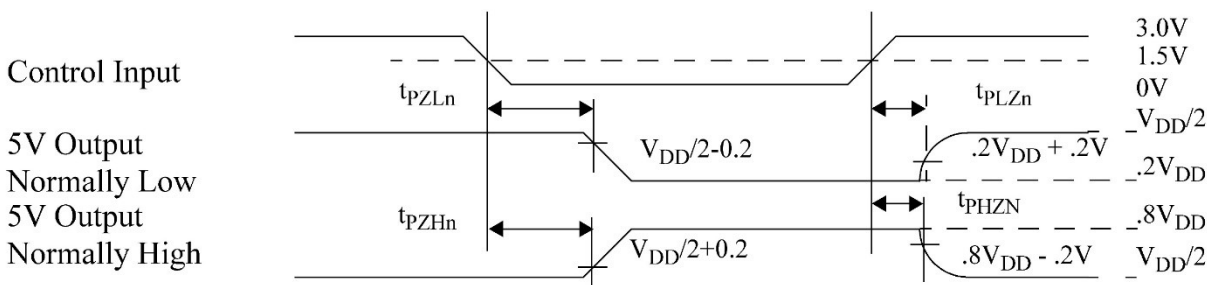 3.0V
Control Input
1.5V
0V
tPZLn
tPLZn
VDD/2
5V Output
VDD/2-0.2
.2VDD + .2V
Normally Low
.2VDD
5V Output
tPZHn
tPHZN
.8VDD
Normally High
VDD/2+0.2
.8VDD - .2V
VDD/2